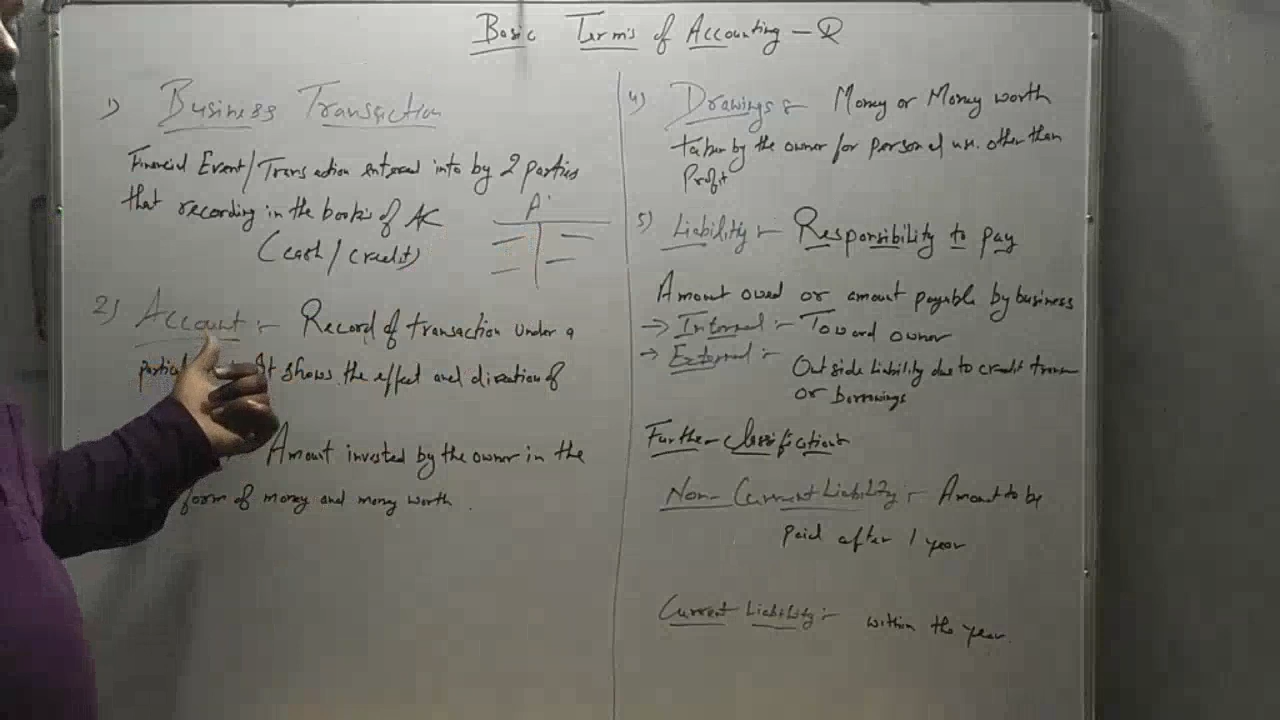 Basic Terms of Accounting - 2
1) Business Transaction
Financial Event/Transaction entered into by 2 parties
that recording in the books of A/C
(cash/credit)
A
2) Account :- Record of transaction under a
It shows the effect and direction of
Amount invested by the owner in the
form of money and money worth.
4) Drawings :- Money or Money worth
taken by the owner for personal use. other than
Profit
5) Liability :- Responsibility to pay
Amount owed or amount payable by business
→ Internal :- Toward owner
→ External :- Outside Liability due to credit trans
or borrowings
Further Classifications
Non-Current Liability :- Amount to be
paid after 1 year
Current Liability :- within the year.